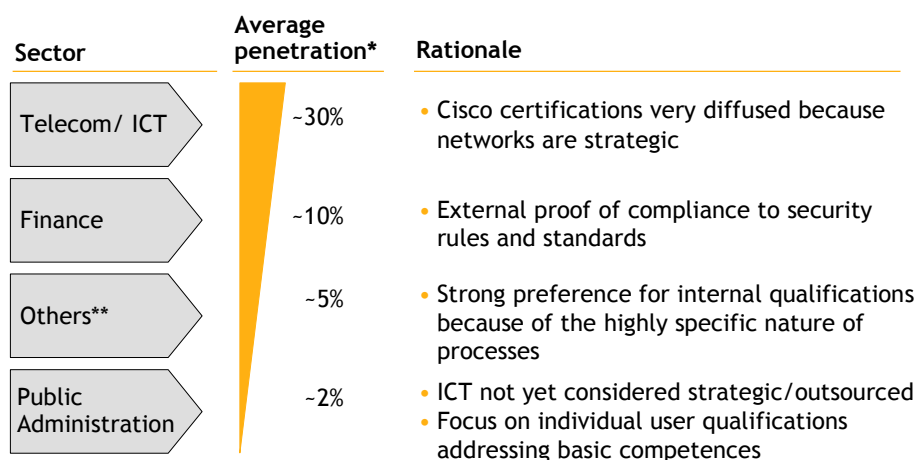 Sector
Average
penetration*
Rationale
Telecom/ ICT
~30%
• Cisco certifications very diffused because
networks are strategic
Finance
~10%
• External proof of compliance to security
rules and standards
Others**
~5%
• Strong preference for internal qualifications
because of the highly specific nature of
processes
Public
Administration
~2%
• ICT not yet considered strategic/outsourced
• Focus on individual user qualifications
addressing basic competences